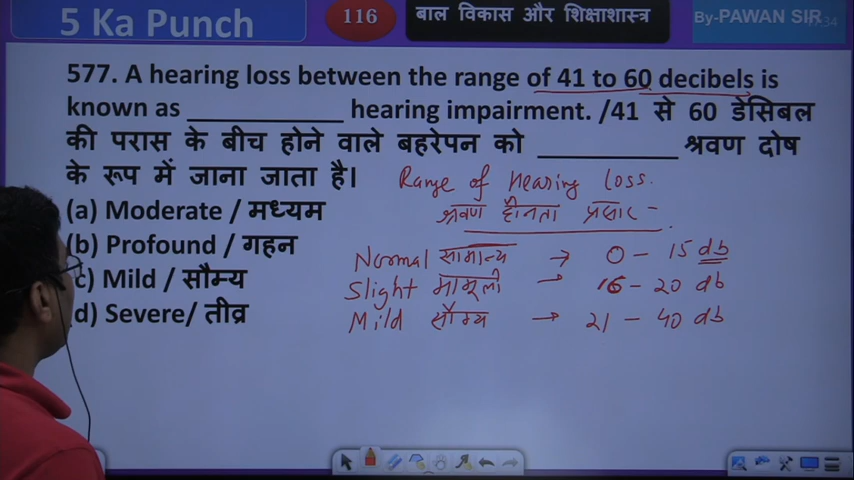 5 Ka Punch
116
बाल विकास और शिक्षाशास्त्र
By-PAWAN SIR
577. A hearing loss between the range of 41 to 60 decibels is
known as ____________ hearing impairment. /41 से 60 डेसिबल
की परास के बीच होने वाले बहरेपन को ____________ श्रवण दोष
के रूप में जाना जाता है।
Range of Hearing loss.
(a) Moderate / मध्यम
श्रवण हीनता प्रसार -
(b) Profound / गहन
Normal सामान्य → 0 - 15 db
(c) Mild / सौम्य
Slight मामूली → 16 - 20 db
(d) Severe/ तीव्र
Mild सौम्य → 21 - 40 db